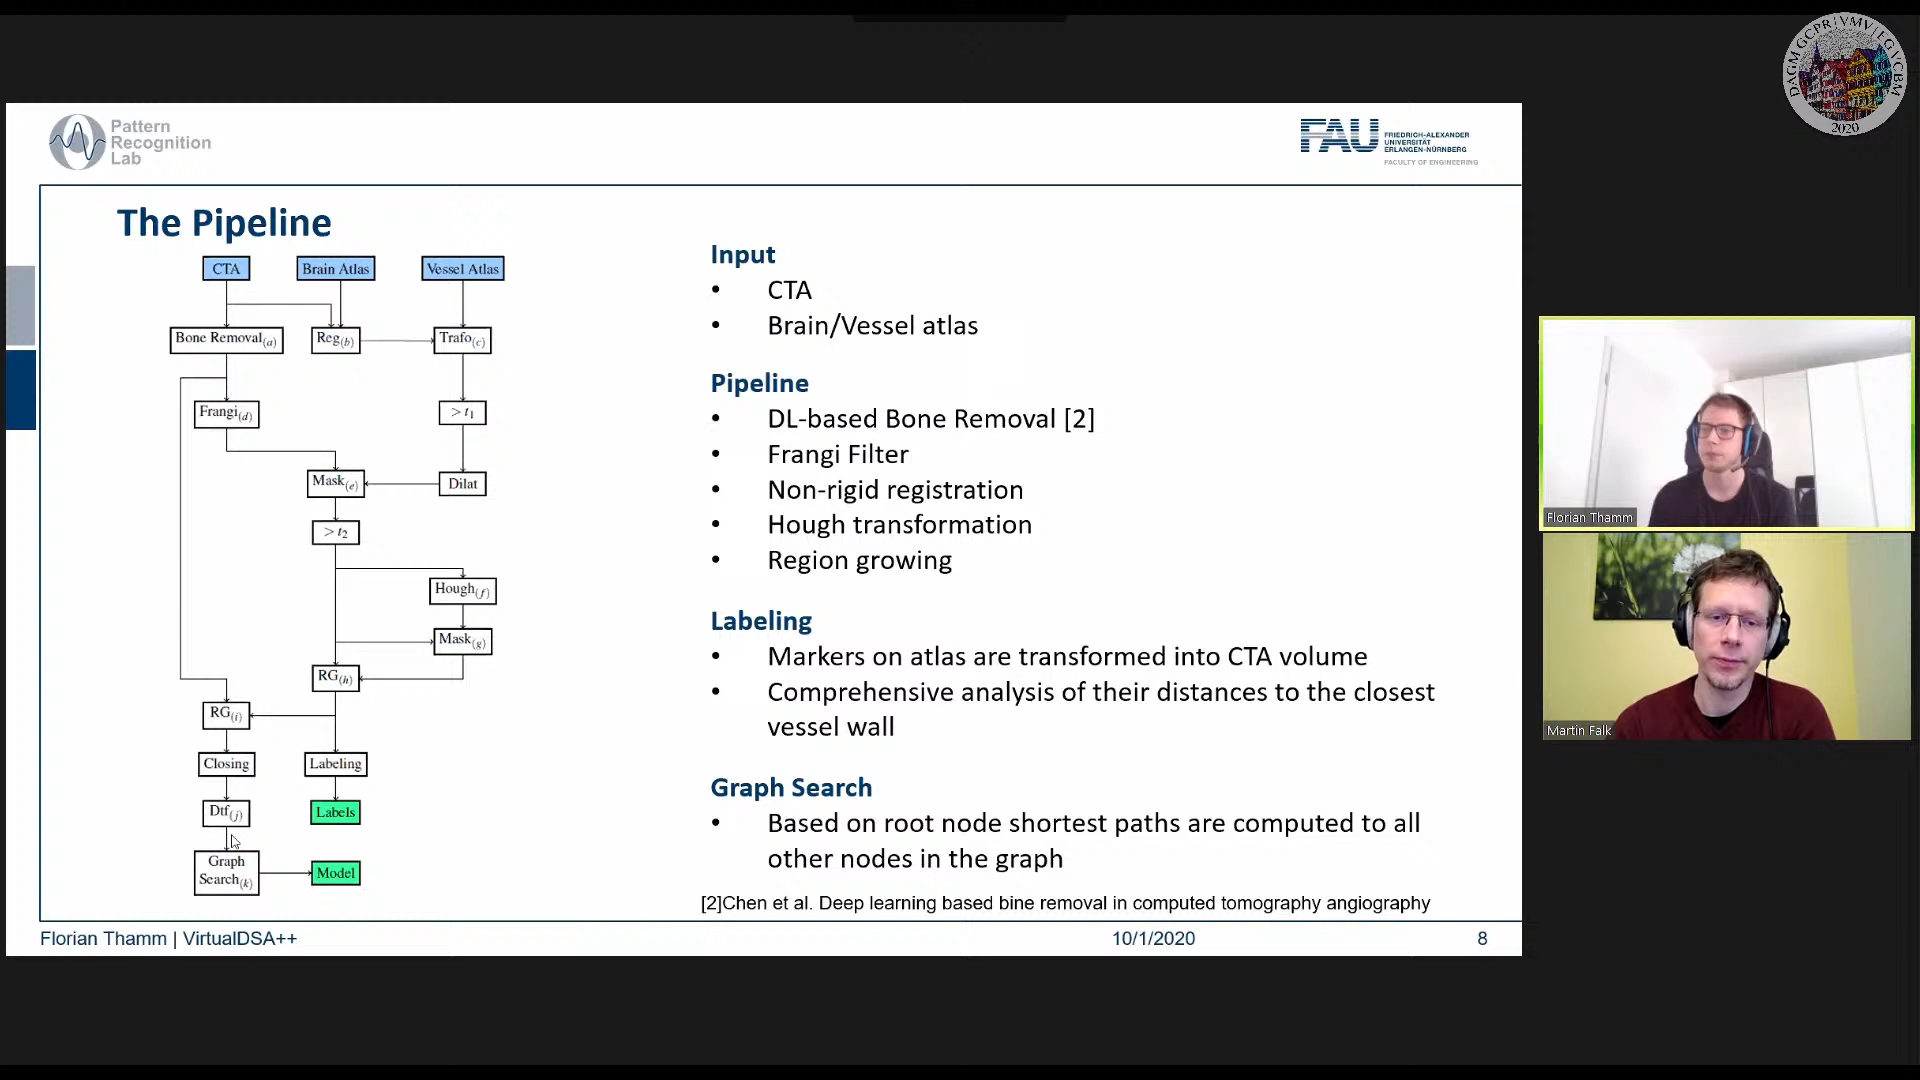 DAGM GCPR | VMV | EG VCBM
2020
Pattern
Recognition
Lab
FAU
FRIEDRICH-ALEXANDER
UNIVERSITÄT
ERLANGEN-NÜRNBERG
FACULTY OF ENGINEERING
The Pipeline
CTA
Brain Atlas
Vessel Atlas
Bone Removal(a)
Reg(b)
Trafo(c)
Frangi(d)
> t1
Mask(e)
Dilat
> t2
Hough(f)
Mask(g)
RG(h)
RG(i)
Closing
Labeling
Dtf(j)
Labels
Graph
Search(k)
Model
Input
• CTA
• Brain/Vessel atlas
Pipeline
• DL-based Bone Removal [2]
• Frangi Filter
• Non-rigid registration
• Hough transformation
• Region growing
Labeling
• Markers on atlas are transformed into CTA volume
• Comprehensive analysis of their distances to the closest
vessel wall
Graph Search
• Based on root node shortest paths are computed to all
other nodes in the graph
[2]Chen et al. Deep learning based bine removal in computed tomography angiography
Florian Thamm | VirtualDSA++
10/1/2020
8
Florian Thamm
Martin Falk